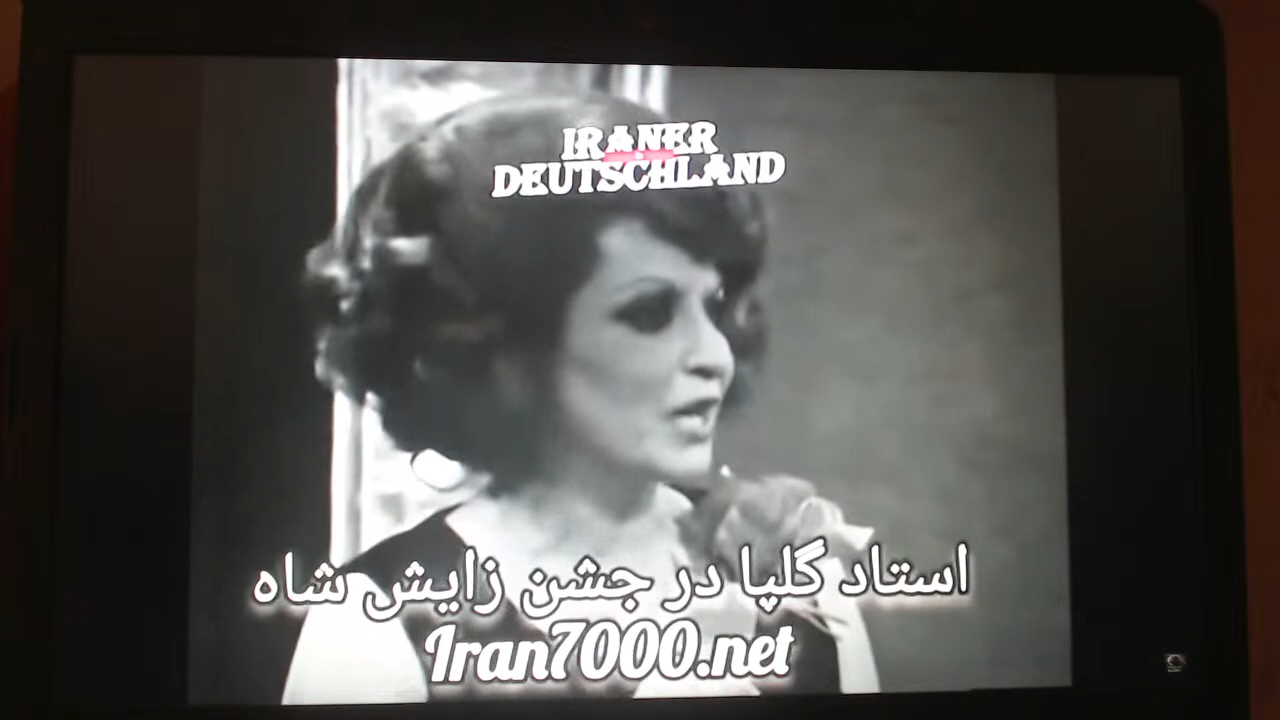 IRANER
DEUTSCHLAND
استاد گلپا در جشن زایش شاه
Iran7000.net